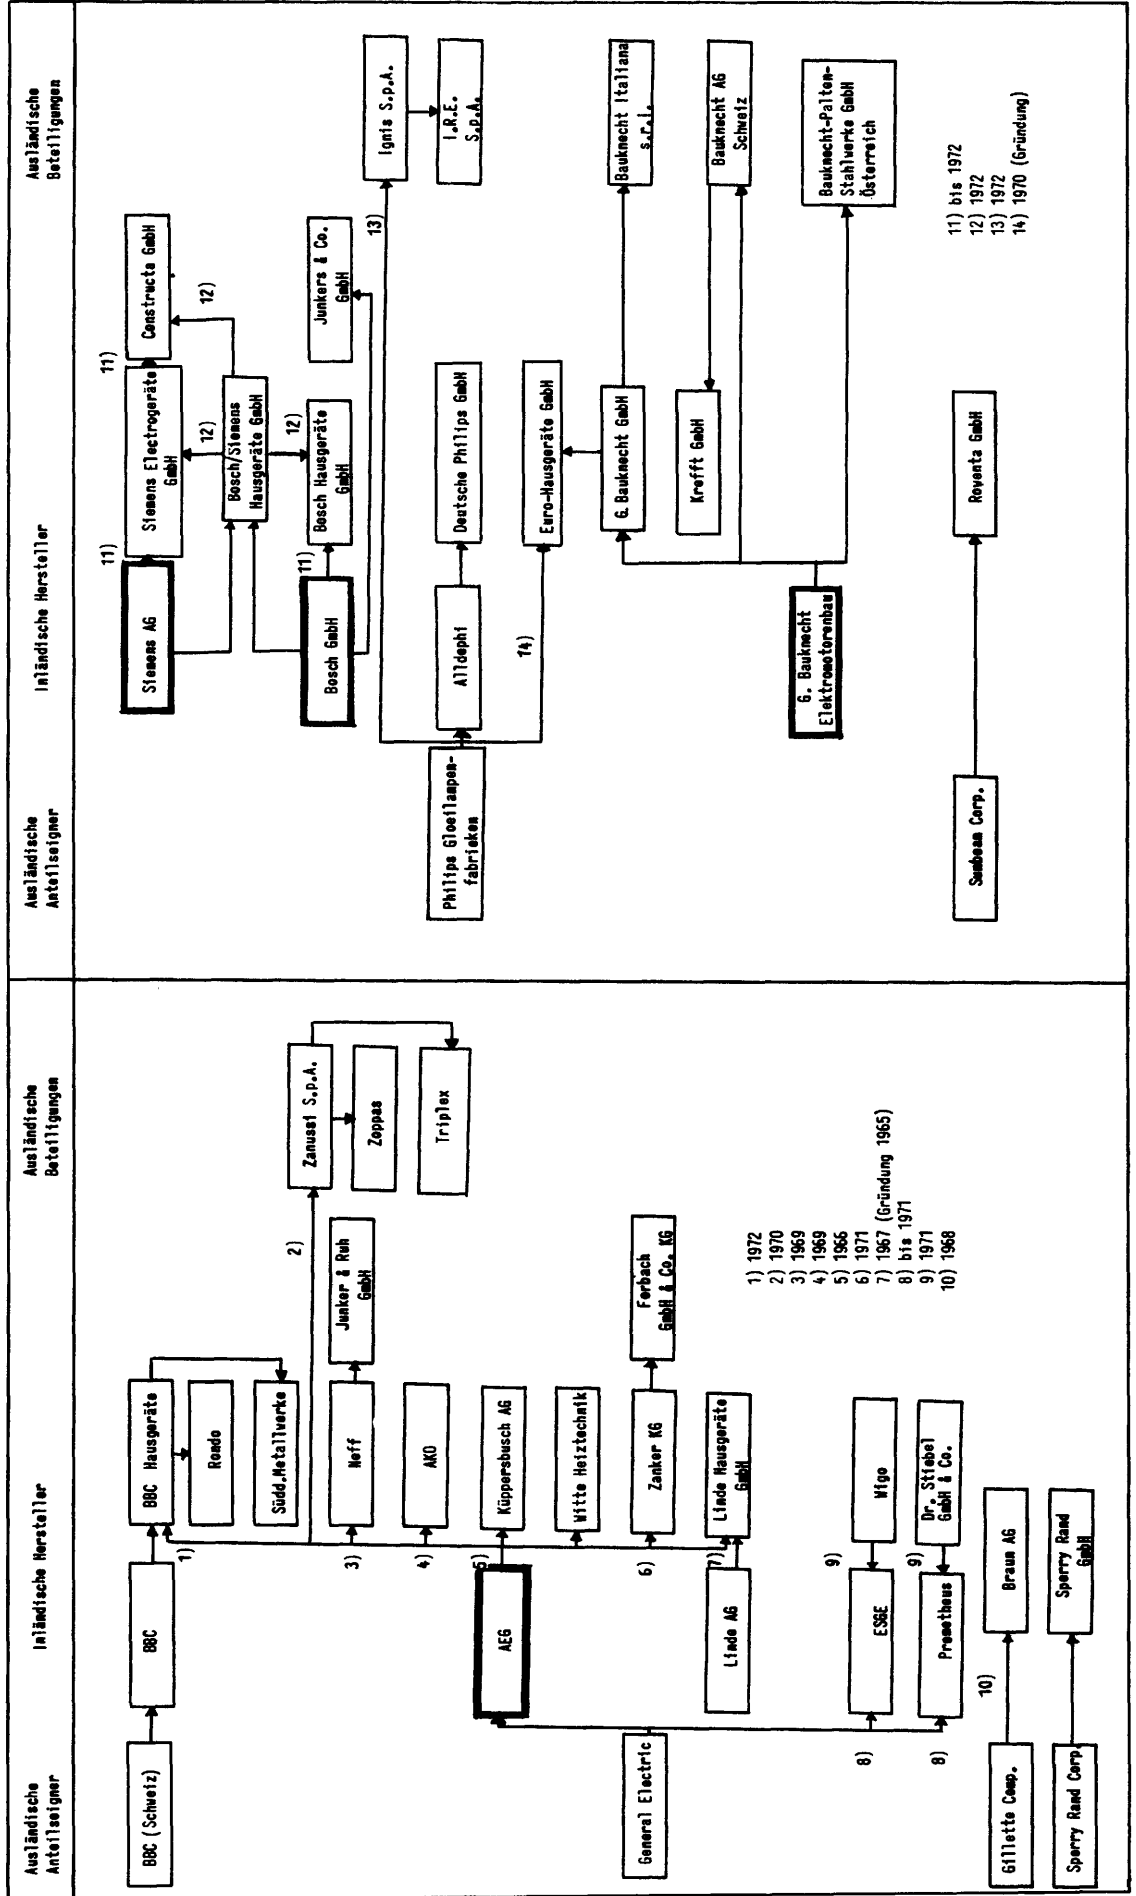 Ausländische
Anteilseigner
Inländische Hersteller
Ausländische
Beteiligungen
BBC (Schweiz)
BBC
1)
BBC Hausgeräte
Rondo
Südd.Metallwerke
2)
Zanussi S.p.A.
Zoppas
Triplex
3)
Neff
Junker & Ruh
GmbH
4)
AKO
General Electric
AEG
5)
Küppersbusch AG
Witte Heiztechnik
6)
Zanker KG
Forbach
GmbH & Co. KG
Linde AG
7)
Linde Hausgeräte
GmbH
8)
ESGE
9)
Wigo
8)
Prometheus
9)
Dr. Stiebel
GmbH & Co.
Gillette Comp.
10)
Braun AG
Sperry Rand Corp.
Sperry Rand
GmbH
1) 1972
2) 1970
3) 1969
4) 1969
5) 1966
6) 1971
7) 1967 (Gründung 1965)
8) bis 1971
9) 1971
10) 1968
Ausländische
Anteilseigner
Inländische Hersteller
Ausländische
Beteiligungen
Siemens AG
11)
Siemens Electrogeräte
GmbH
11)
Constructa GmbH
12)
12)
Bosch/Siemens
Hausgeräte GmbH
12)
Bosch GmbH
11)
Bosch Hausgeräte
GmbH
Junkers & Co.
GmbH
13)
Ignis S.p.A.
I.R.E.
S.p.A.
Philips Gloeilampen-
fabrieken
Alldephi
Deutsche Philips GmbH
14)
Euro-Hausgeräte GmbH
G. Bauknecht GmbH
Bauknecht Italiana
s.r.l.
Krefft GmbH
Bauknecht AG
Schweiz
G. Bauknecht
Elektromotorenbau
Bauknecht-Palten-
Stahlwerke GmbH
Österreich
Sunbeam Corp.
Roventa GmbH
11) bis 1972
12) 1972
13) 1972
14) 1970 (Gründung)